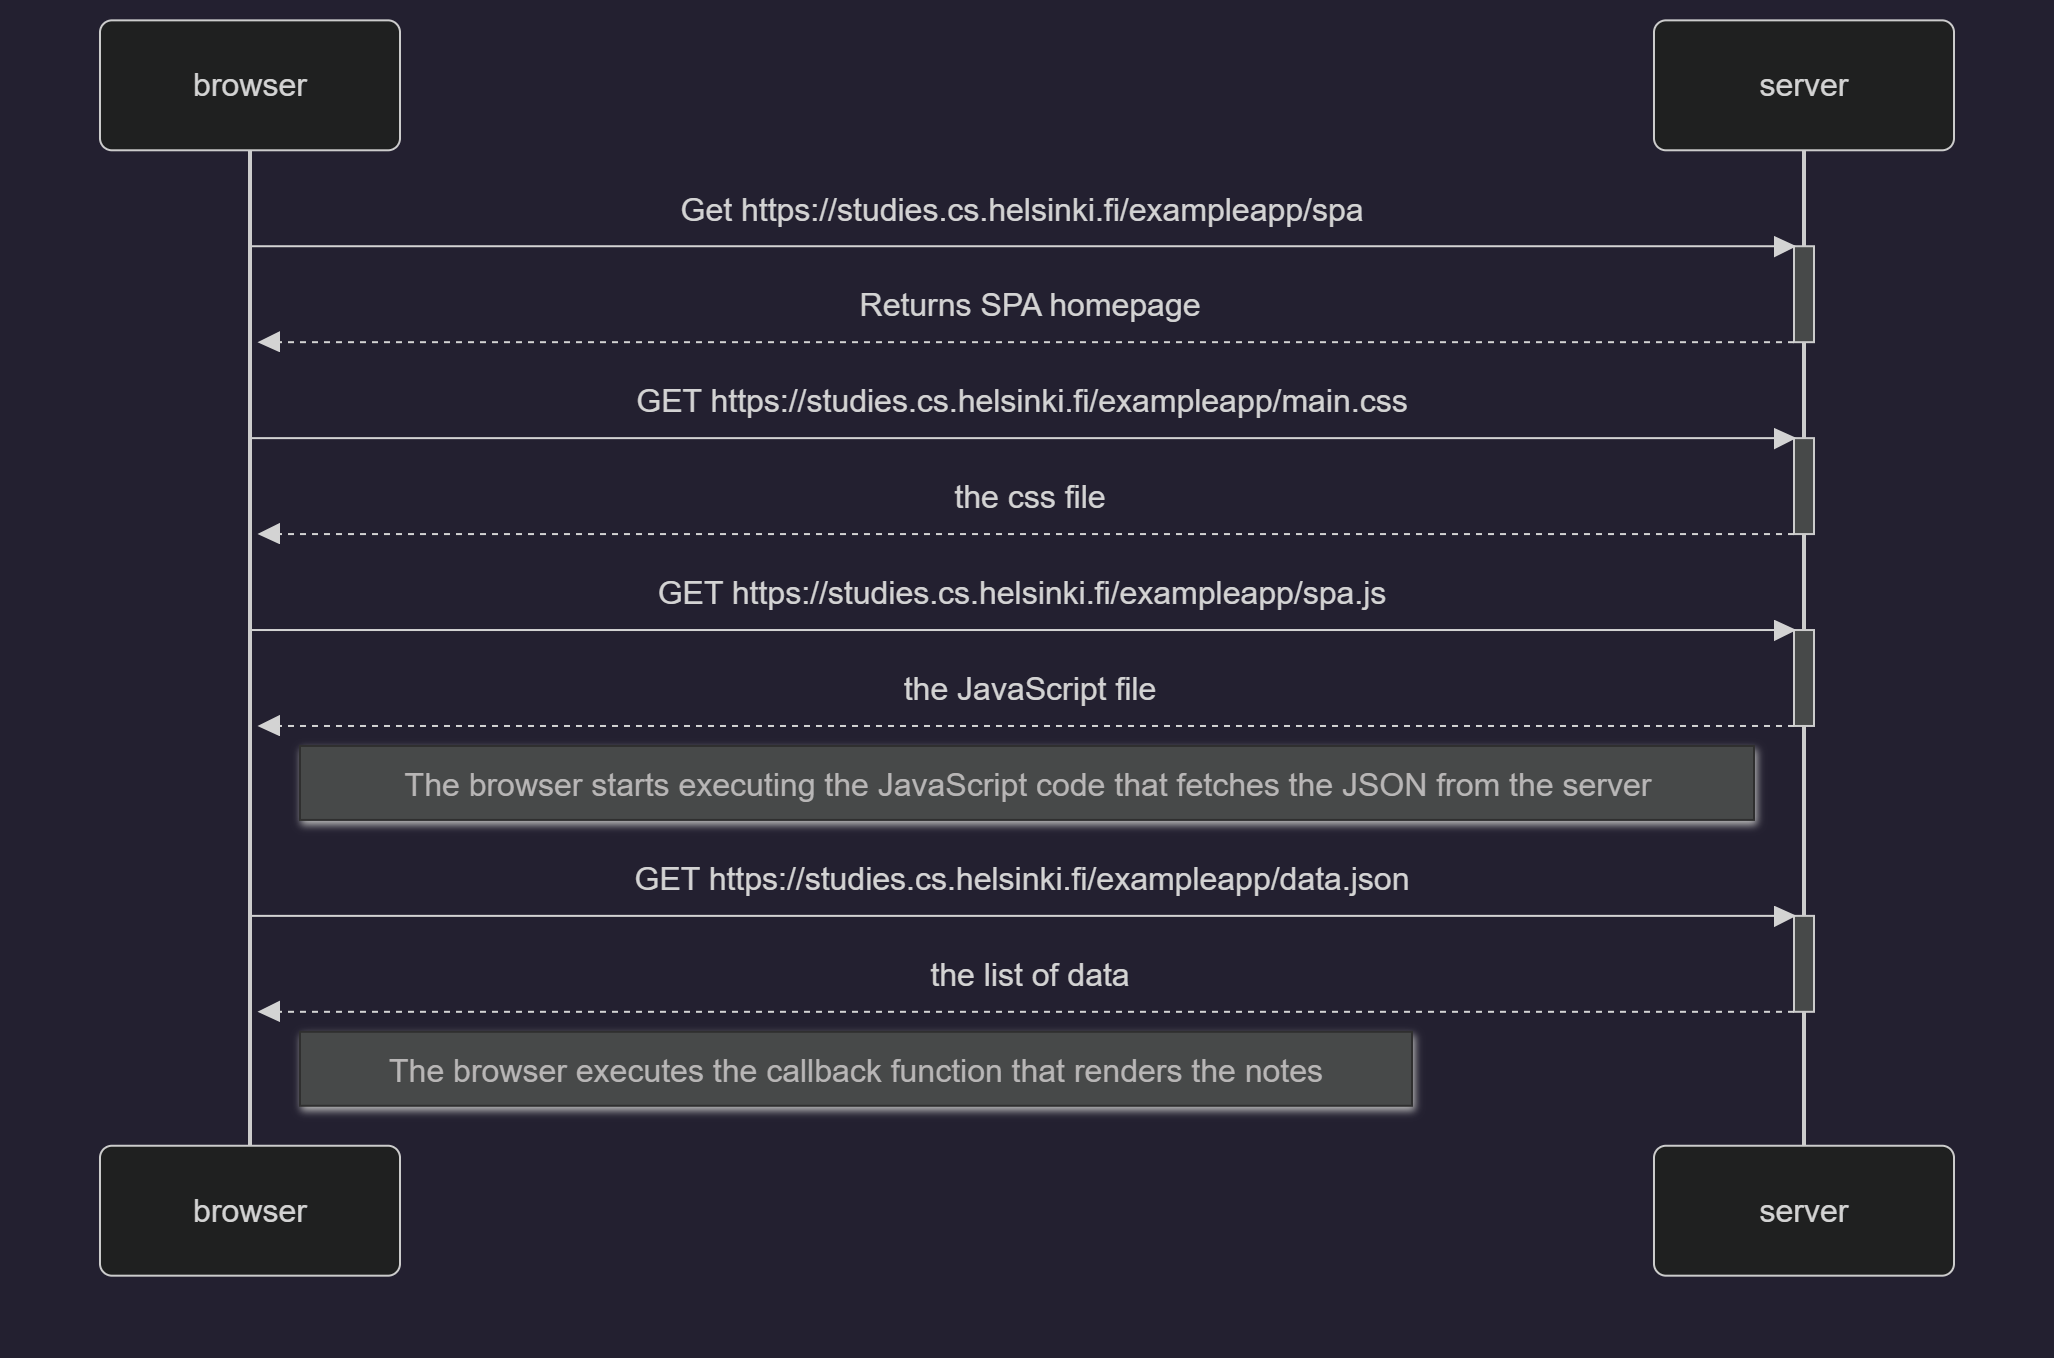 browser
server
Get https://studies.cs.helsinki.fi/exampleapp/spa
Returns SPA homepage
GET https://studies.cs.helsinki.fi/exampleapp/main.css
the css file
GET https://studies.cs.helsinki.fi/exampleapp/spa.js
the JavaScript file
The browser starts executing the JavaScript code that fetches the JSON from the server
GET https://studies.cs.helsinki.fi/exampleapp/data.json
the list of data
The browser executes the callback function that renders the notes
browser
server